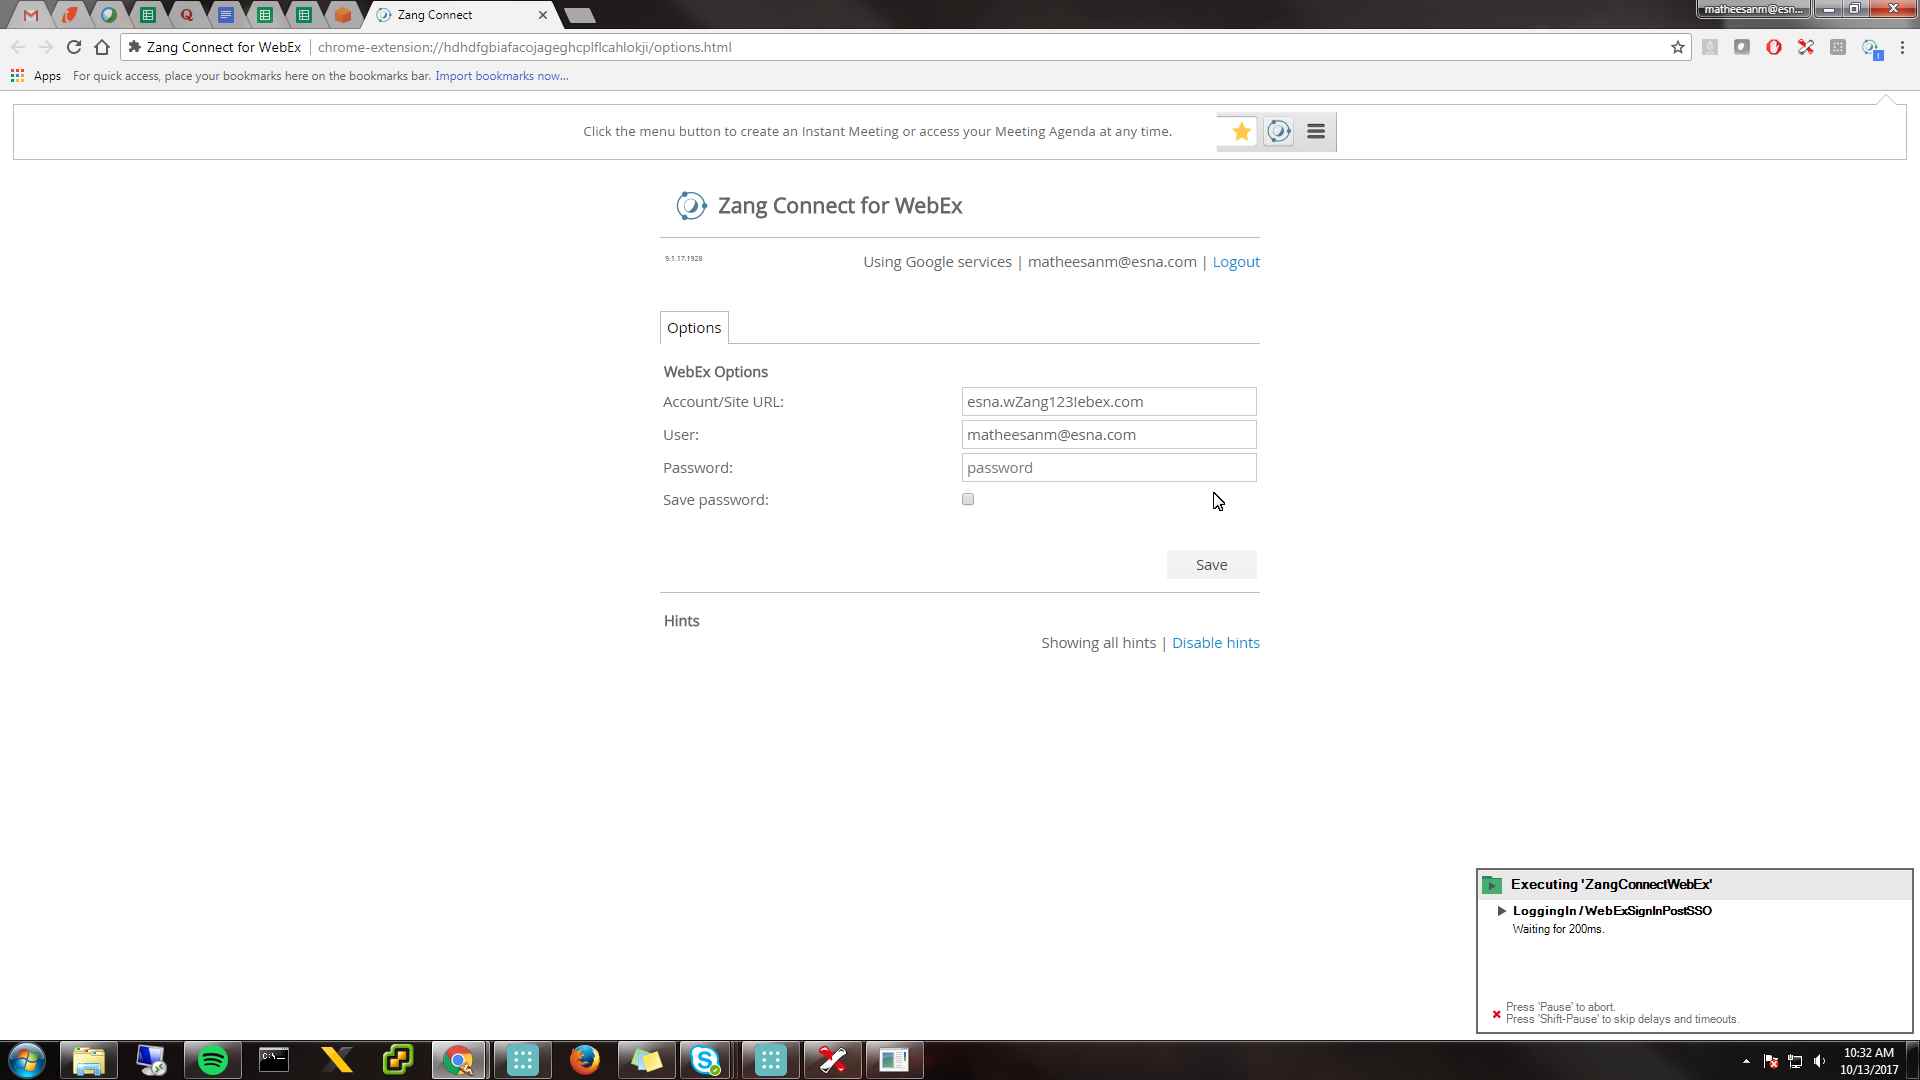 Zang Connect
matheesanm@esn...
Zang Connect for WebEx chrome-extension://hdhdfgbiafacojageghcplflcahlokji/options.html
Apps For quick access, place your bookmarks here on the bookmarks bar. Import bookmarks now...
Click the menu button to create an Instant Meeting or access your Meeting Agenda at any time.
Zang Connect for WebEx
9.1.17.1928
Using Google services | matheesanm@esna.com | Logout
Options
WebEx Options
Account/Site URL: esna.wZang123!ebex.com
User: matheesanm@esna.com
Password: password
Save password:
Save
Hints
Showing all hints | Disable hints
Executing 'ZangConnectWebEx'
LoggingIn / WebExSignInPostSSO
Waiting for 200ms.
Press 'Pause' to abort.
Press 'Shift-Pause' to skip delays and timeouts.
10:32 AM
10/13/2017